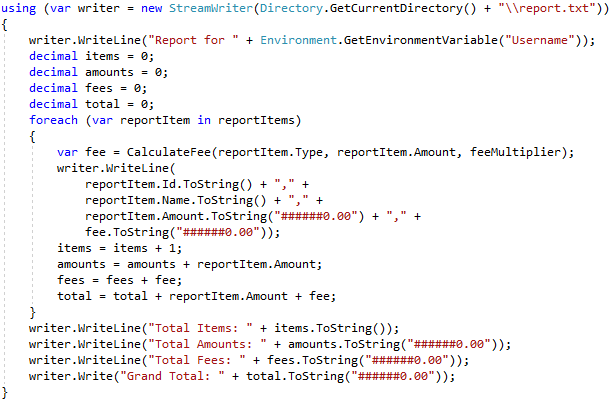 using (var writer = new StreamWriter(Directory.GetCurrentDirectory() + "\\report.txt"))
{
    writer.WriteLine("Report for " + Environment.GetEnvironmentVariable("Username"));
    decimal items = 0;
    decimal amounts = 0;
    decimal fees = 0;
    decimal total = 0;
    foreach (var reportItem in reportItems)
    {
        var fee = CalculateFee(reportItem.Type, reportItem.Amount, feeMultiplier);
        writer.WriteLine(
            reportItem.Id.ToString() + "," +
            reportItem.Name.ToString() + "," +
            reportItem.Amount.ToString("######0.00") + "," +
            fee.ToString("######0.00"));
        items = items + 1;
        amounts = amounts + reportItem.Amount;
        fees = fees + fee;
        total = total + reportItem.Amount + fee;
    }
    writer.WriteLine("Total Items: " + items.ToString());
    writer.WriteLine("Total Amounts: " + amounts.ToString("######0.00"));
    writer.WriteLine("Total Fees: " + fees.ToString("######0.00"));
    writer.Write("Grand Total: " + total.ToString("######0.00"));
}